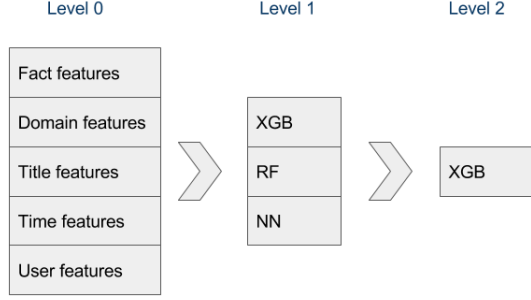 Level 0
Level 1
Level 2
Fact features
Domain features
Title features
Time features
User features
XGB
RF
NN
XGB